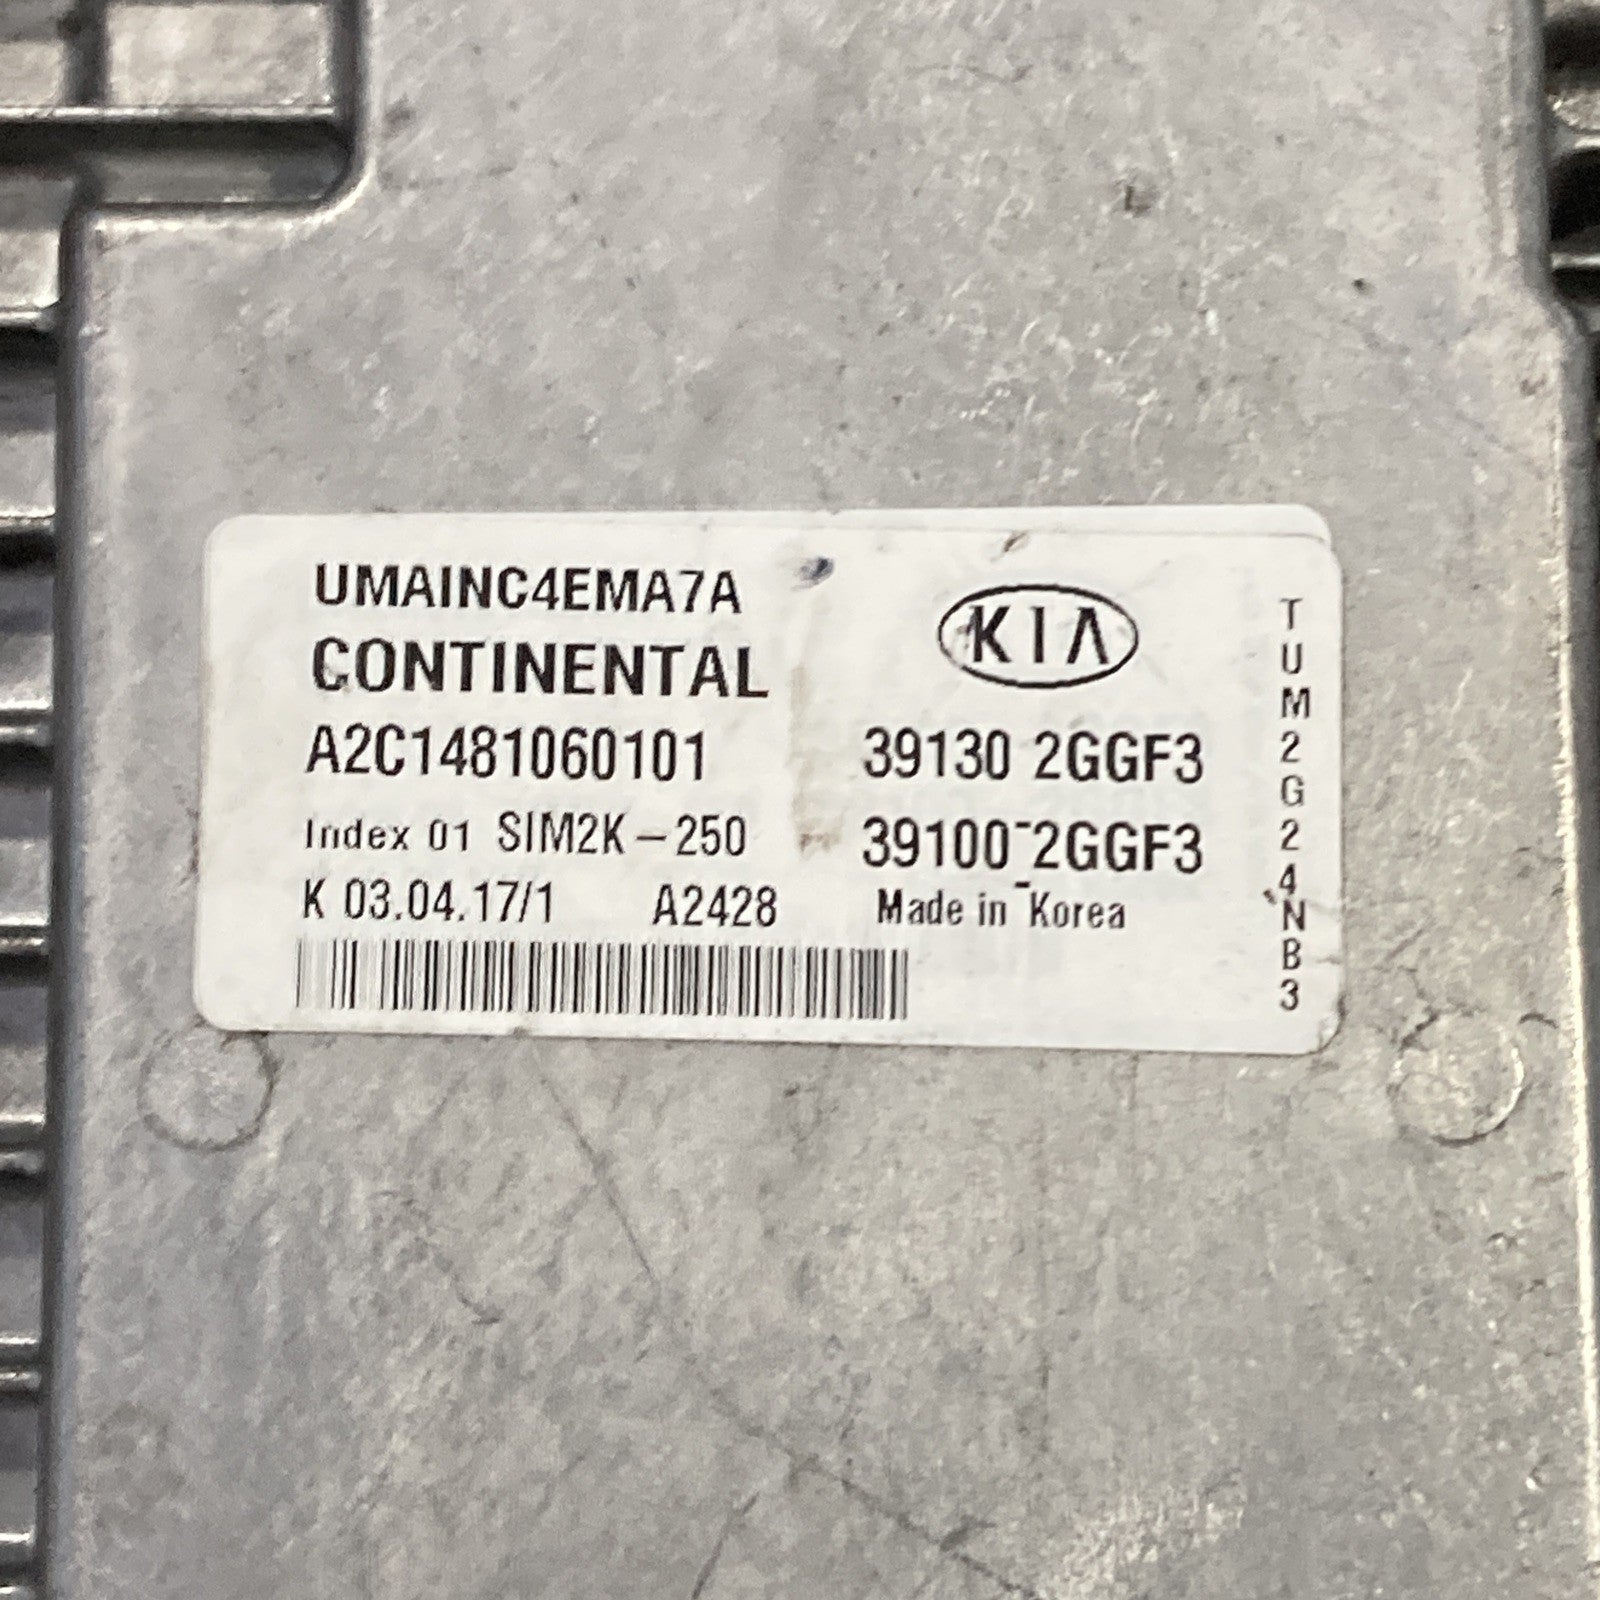 UMAINC4EMA7A
CONTINENTAL
A2C1481060101
Index 01 SIM2K-250
K 03.04.17/1 A2428
KIA
39130 2GGF3
39100-2GGF3
Made in Korea
TUM2G24NB3